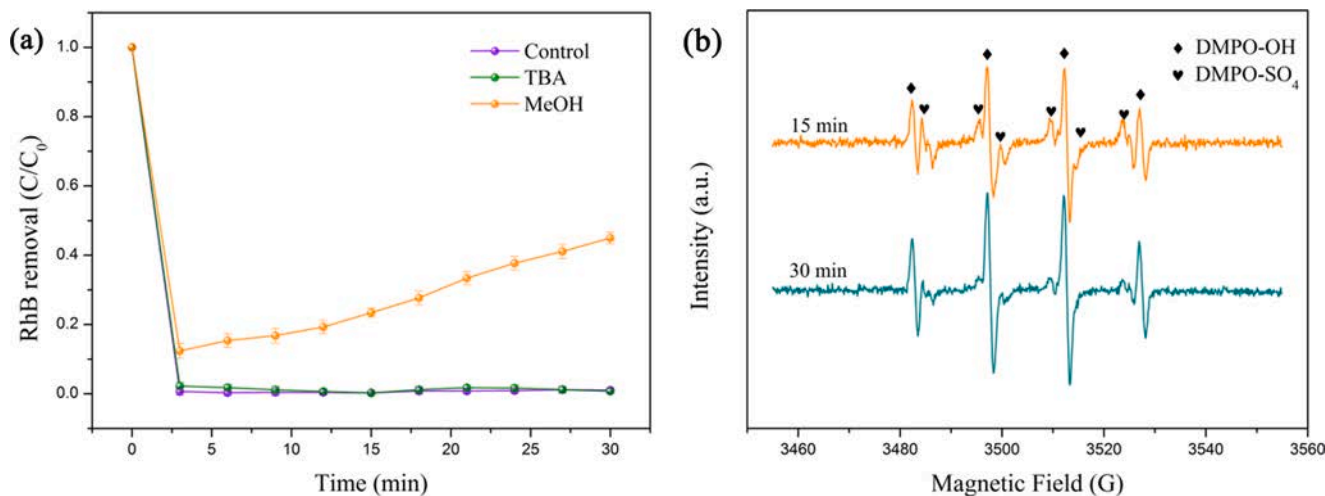 (a)
RhB removal (C/C0)
1.0
0.8
0.6
0.4
0.2
0.0
Control
TBA
MeOH
0 5 10 15 20 25 30
Time (min)
(b)
Intensity (a.u.)
♦ DMPO-OH
♥ DMPO-SO4
15 min
30 min
3460 3480 3500 3520 3540 3560
Magnetic Field (G)